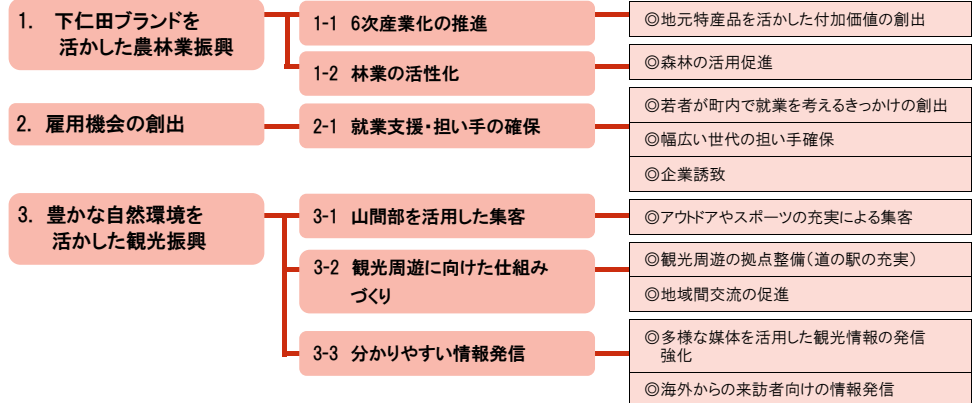 1. 下仁田ブランドを
活かした農林業振興
1-1 6次産業化の推進
◎地元特産品を活かした付加価値の創出
1-2 林業の活性化
◎森林の活用促進
2. 雇用機会の創出
2-1 就業支援・担い手の確保
◎若者が町内で就業を考えるきっかけの創出
◎幅広い世代の担い手確保
◎企業誘致
3. 豊かな自然環境を
活かした観光振興
3-1 山間部を活用した集客
◎アウトドアやスポーツの充実による集客
3-2 観光周遊に向けた仕組み
づくり
◎観光周遊の拠点整備（道の駅の充実）
◎地域間交流の促進
3-3 分かりやすい情報発信
◎多様な媒体を活用した観光情報の発信
強化
◎海外からの来訪者向けの情報発信